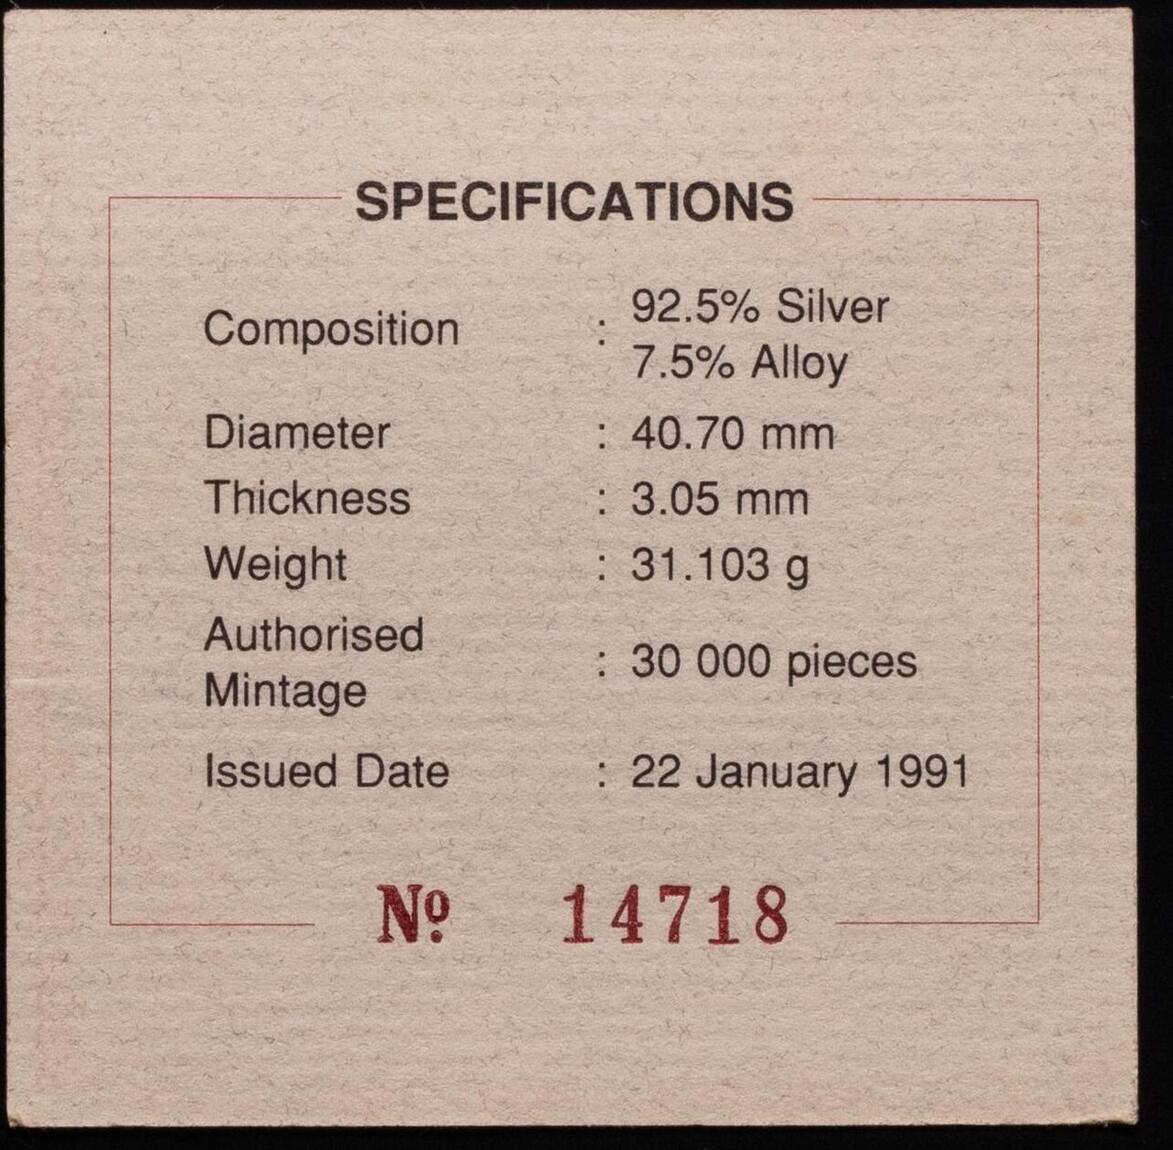 SPECIFICATIONS
Composition : 92.5% Silver
7.5% Alloy
Diameter : 40.70 mm
Thickness : 3.05 mm
Weight : 31.103 g
Authorised
Mintage : 30 000 pieces
Issued Date : 22 January 1991
Nº 14718